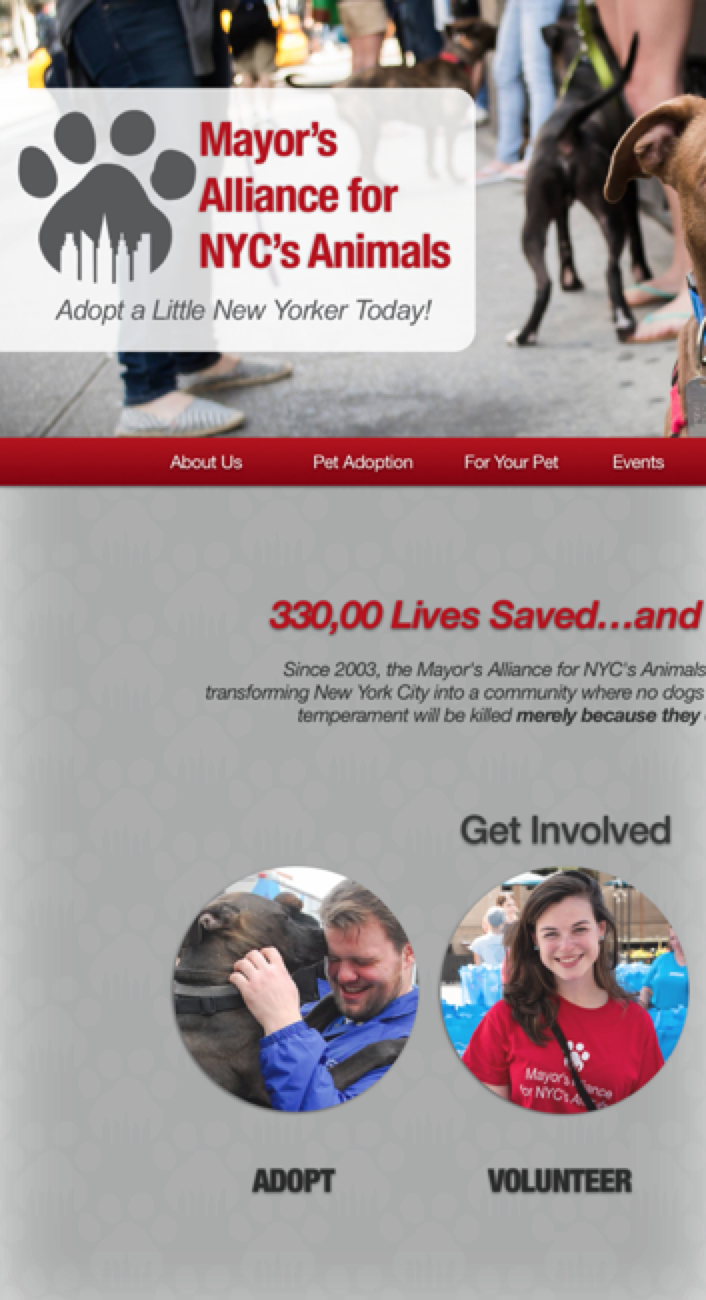 Mayor's
Alliance for
NYC's Animals
Adopt a Little New Yorker Today!
About Us Pet Adoption For Your Pet Events
330,00 Lives Saved...and
Since 2003, the Mayor's Alliance for NYC's Animals
transforming New York City into a community where no dogs
temperament will be killed merely because they
Get Involved
Mayor's
for NYC's
ADOPT VOLUNTEER